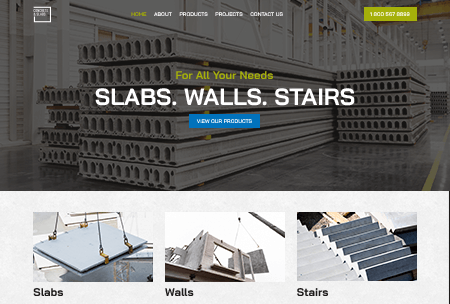 HOME ABOUT PRODUCTS PROJECTS CONTACT US
1 800 567 8899
For All Your Needs
SLABS. WALLS. STAIRS
VIEW OUR PRODUCTS
Slabs Walls Stairs